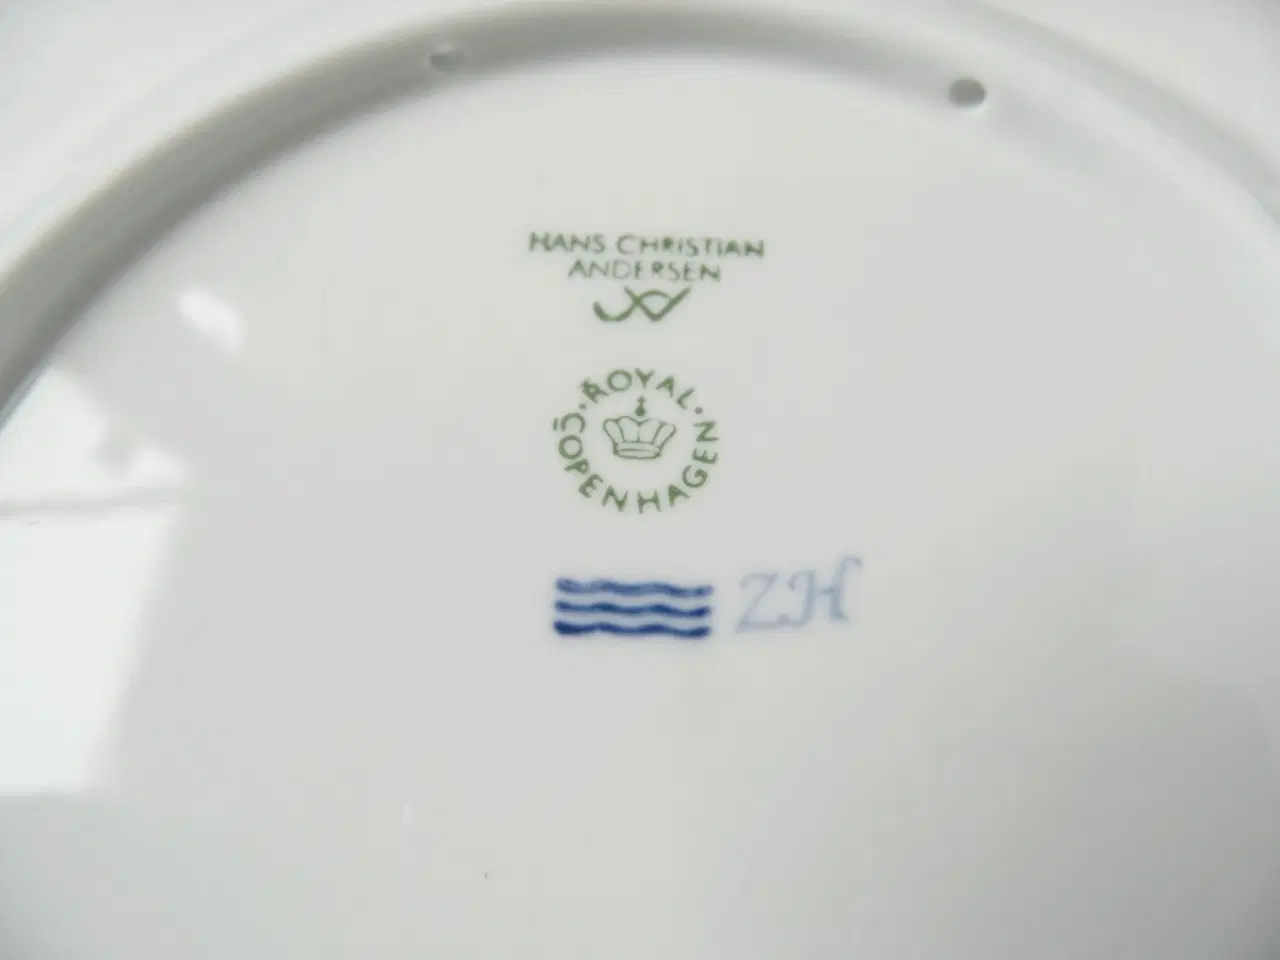 HANS CHRISTIAN
ANDERSEN
ROYAL · COPENHAGEN ·
ZH